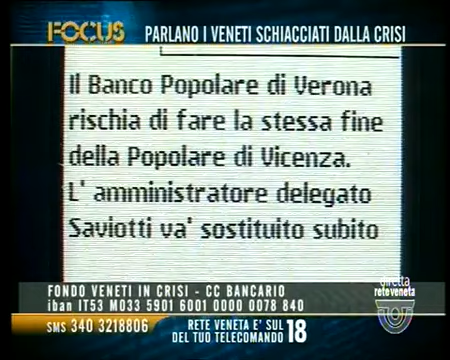 FOCUS PARLANO I VENETI SCHIACCIATI DALLA CRISI
Il Banco Popolare di Verona
rischia di fare la stessa fine
della Popolare di Vicenza.
L' amministratore delegato
Saviotti va' sostituito subito
diretta
reteveneta
FONDO VENETI IN CRISI - CC BANCARIO
iban IT53 M033 5901 6001 0000 0078 840
SMS 340 3218806
RETE VENETA E' SUL
DEL TUO TELECOMANDO 18